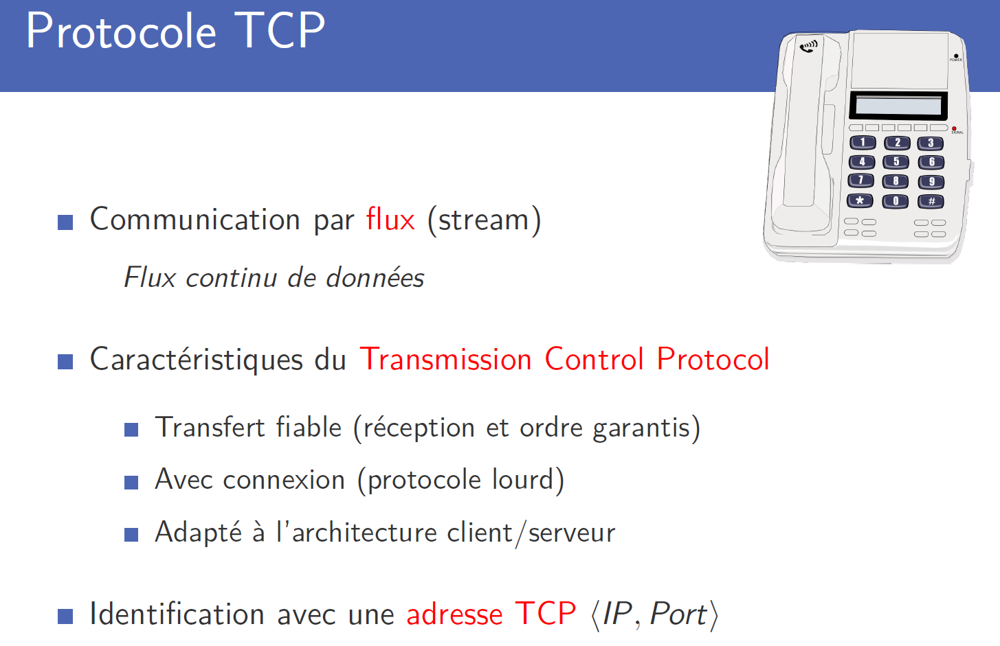 Protocole TCP
POWER
SIGNAL
1 2 3
4 5 6
7 8 9
* 0 #
Communication par flux (stream)
Flux continu de données
Caractéristiques du Transmission Control Protocol
Transfert fiable (réception et ordre garantis)
Avec connexion (protocole lourd)
Adapté à l'architecture client/serveur
Identification avec une adresse TCP ⟨IP, Port⟩